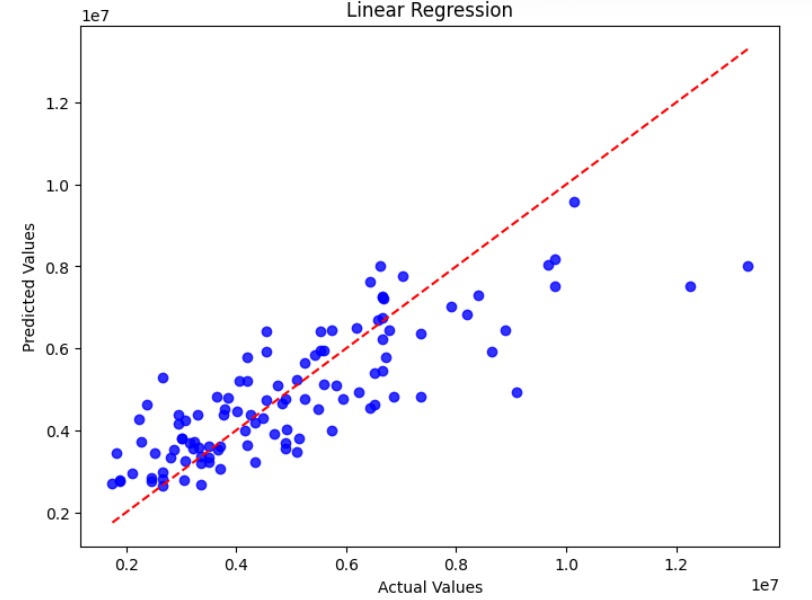 Linear Regression
1e7
1.2
1.0
0.8
0.6
0.4
0.2
Predicted Values
0.2 0.4 0.6 0.8 1.0 1.2
1e7
Actual Values